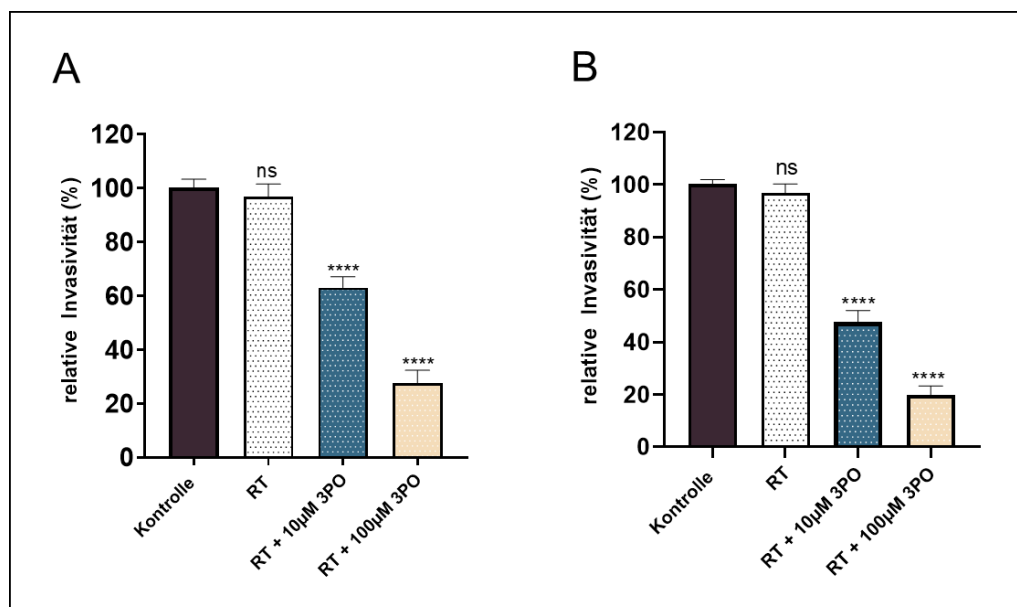 A
relative Invasivität (%)
120
100
80
60
40
20
0
ns
****
****
Kontrolle
RT
RT + 10µM 3PO
RT + 100µM 3PO
B
relative Invasivität (%)
120
100
80
60
40
20
0
ns
****
****
Kontrolle
RT
RT + 10µM 3PO
RT + 100µM 3PO